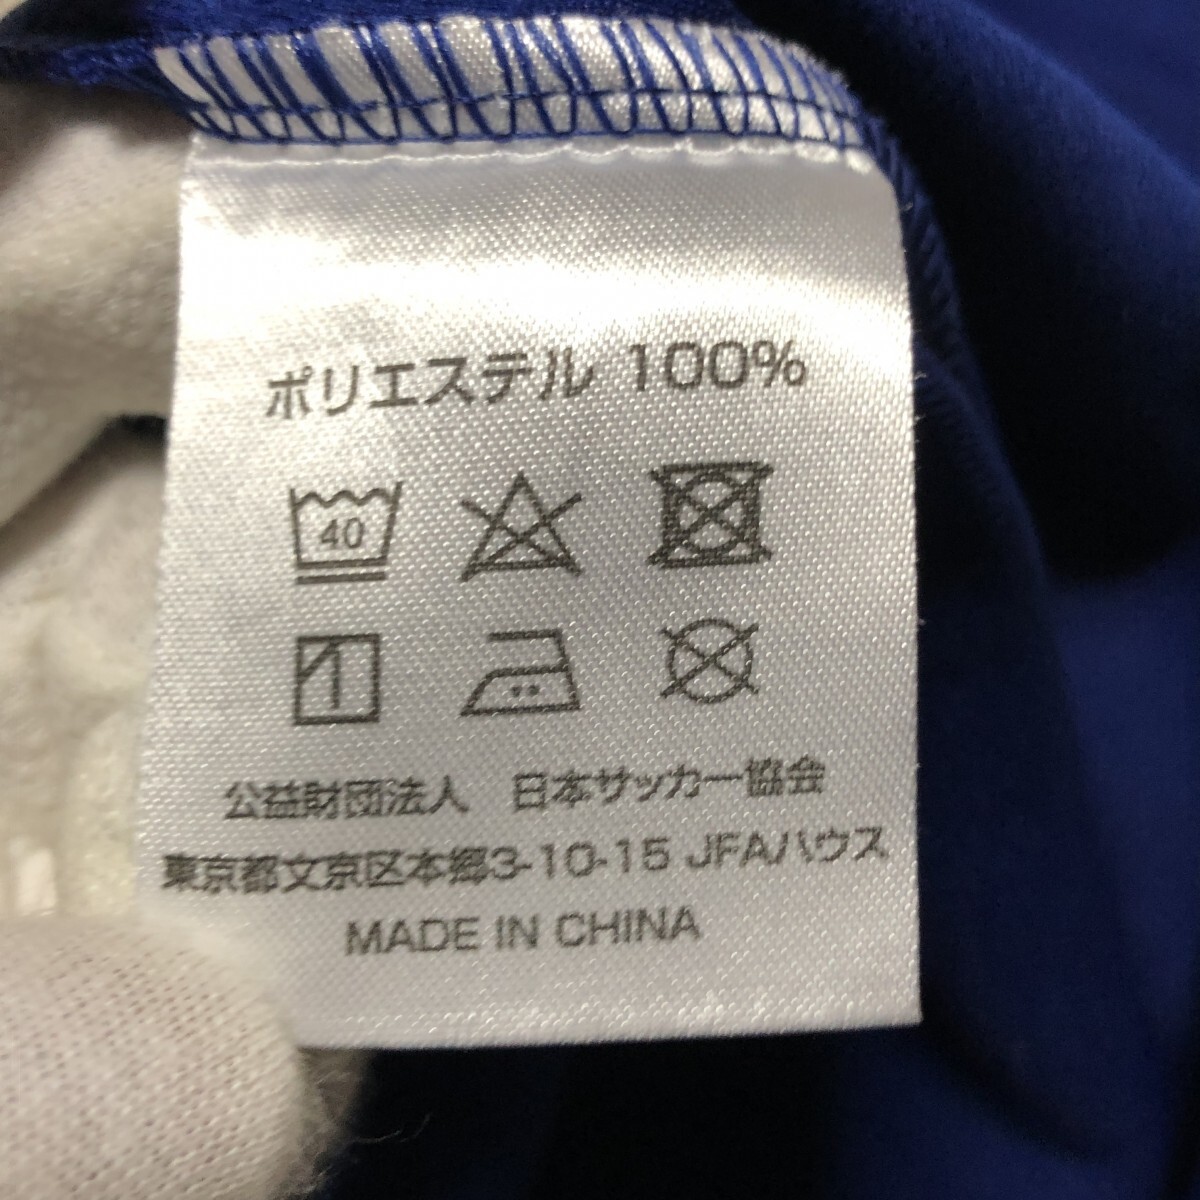 ポリエステル 100%
40
公益財団法人 日本サッカー協会
東京都文京区本郷3-10-15 JFAハウス
MADE IN CHINA